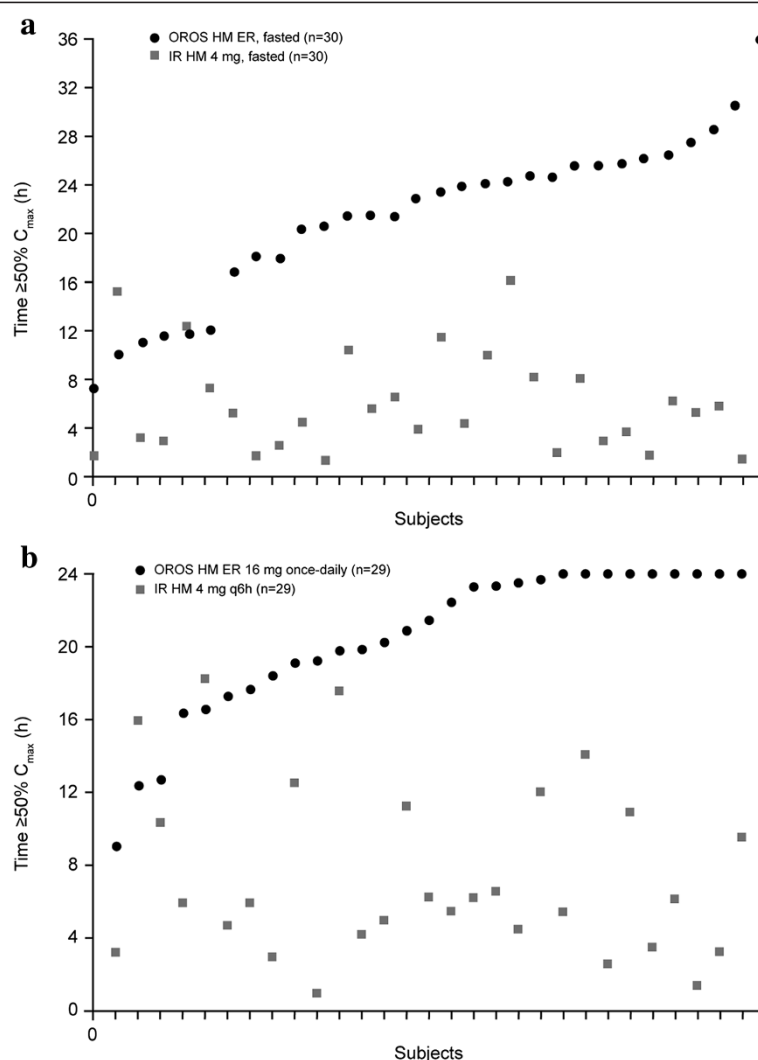 a
36
OROS HM ER, fasted (n=30)
IR HM 4 mg, fasted (n=30)
32
28
24
20
16
12
8
4
0
Time ≥50% Cmax (h)
0
Subjects
b
24
OROS HM ER 16 mg once-daily (n=29)
IR HM 4 mg q6h (n=29)
20
16
12
8
4
0
Time ≥50% Cmax (h)
0
Subjects